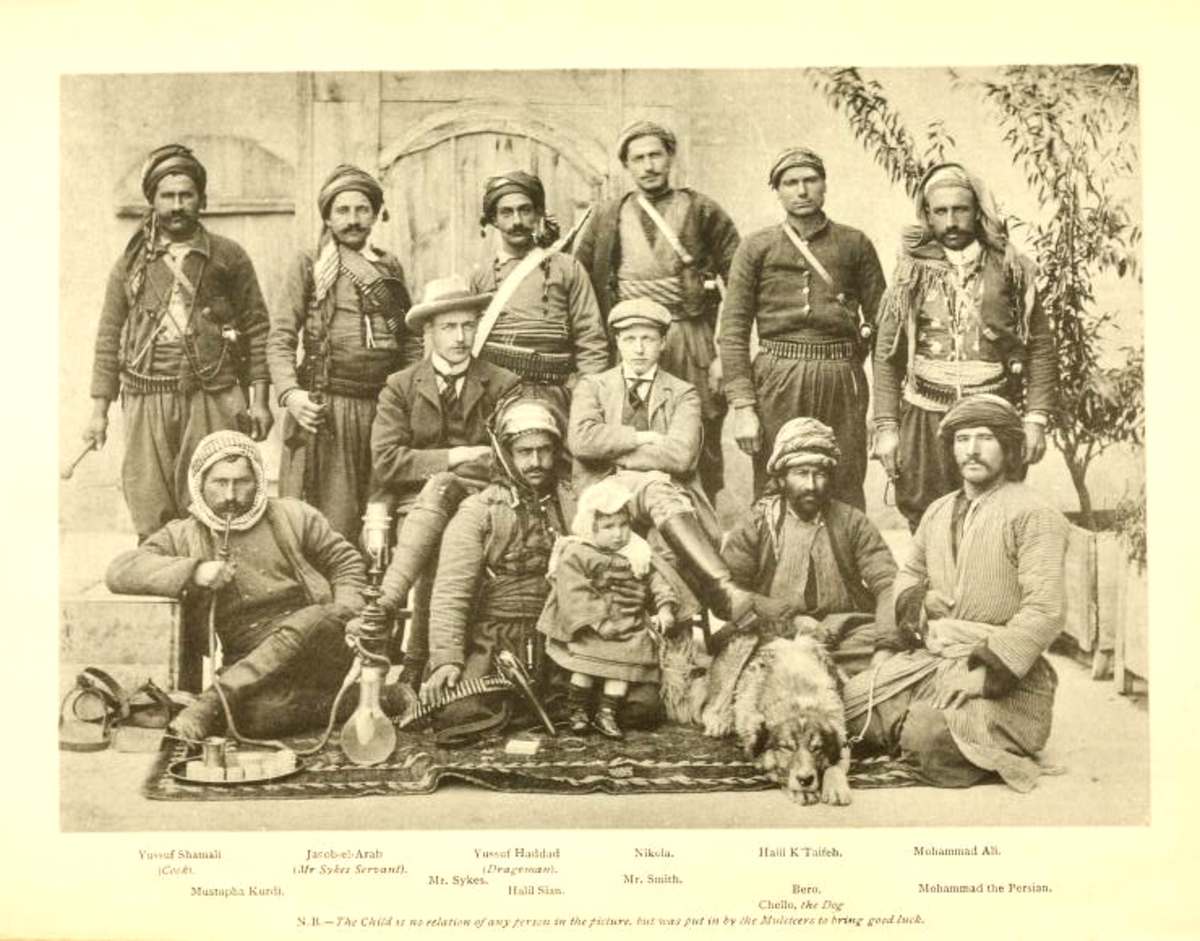 Yussuf Shamali Jacob-el-Arab Yussuf Haddad Nikola. Halil K'Taifeh. Mohammad Ali.
(Cook). (Mr Sykes Servant). (Dragoman).
Mr. Sykes. Mr. Smith.
Mustapha Kurdi. Halil Sian. Bero. Mohammad the Persian.
Chello, the Dog
N.B.—The Child is no relation of any person in the picture, but was put in by the Muleteers to bring good luck.